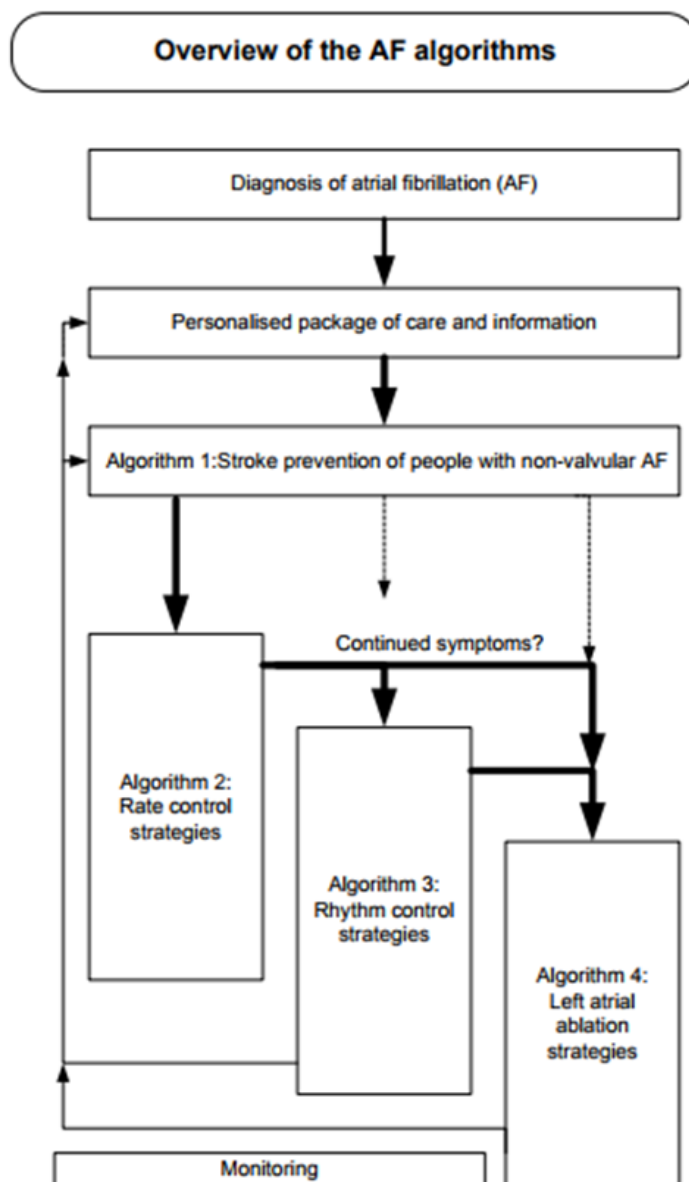 Overview of the AF algorithms
Diagnosis of atrial fibrillation (AF)
Personalised package of care and information
Algorithm 1:Stroke prevention of people with non-valvular AF
Continued symptoms?
Algorithm 2:
Rate control
strategies
Algorithm 3:
Rhythm control
strategies
Algorithm 4:
Left atrial
ablation
strategies
Monitoring